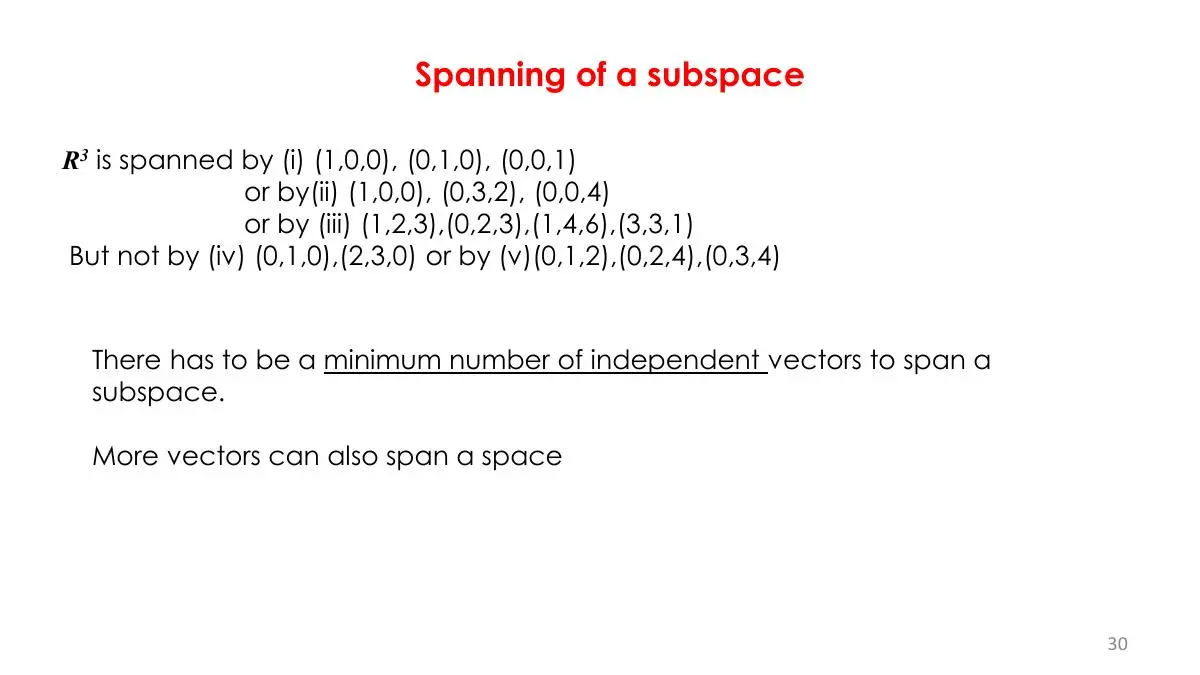 Spanning of a subspace
R³ is spanned by (i) (1,0,0), (0,1,0), (0,0,1)
or by(ii) (1,0,0), (0,3,2), (0,0,4)
or by (iii) (1,2,3),(0,2,3),(1,4,6),(3,3,1)
But not by (iv) (0,1,0),(2,3,0) or by (v)(0,1,2),(0,2,4),(0,3,4)
There has to be a minimum number of independent vectors to span a
subspace.
More vectors can also span a space
30